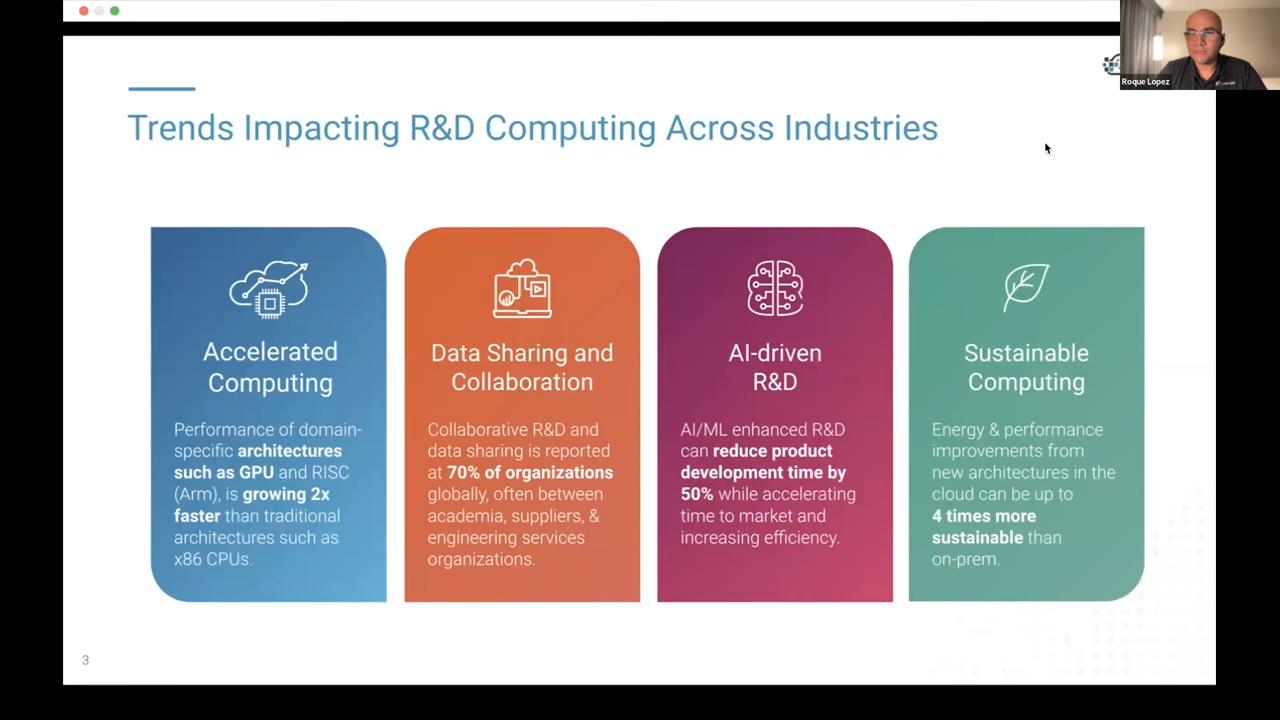 Roque Lopez
Trends Impacting R&D Computing Across Industries
Accelerated
Computing
Performance of domain-
specific architectures
such as GPU and RISC
(Arm), is growing 2x
faster than traditional
architectures such as
x86 CPUs.
Data Sharing and
Collaboration
Collaborative R&D and
data sharing is reported
at 70% of organizations
globally, often between
academia, suppliers, &
engineering services
organizations.
AI-driven
R&D
AI/ML enhanced R&D
can reduce product
development time by
50% while accelerating
time to market and
increasing efficiency.
Sustainable
Computing
Energy & performance
improvements from
new architectures in the
cloud can be up to
4 times more
sustainable than
on-prem.
3